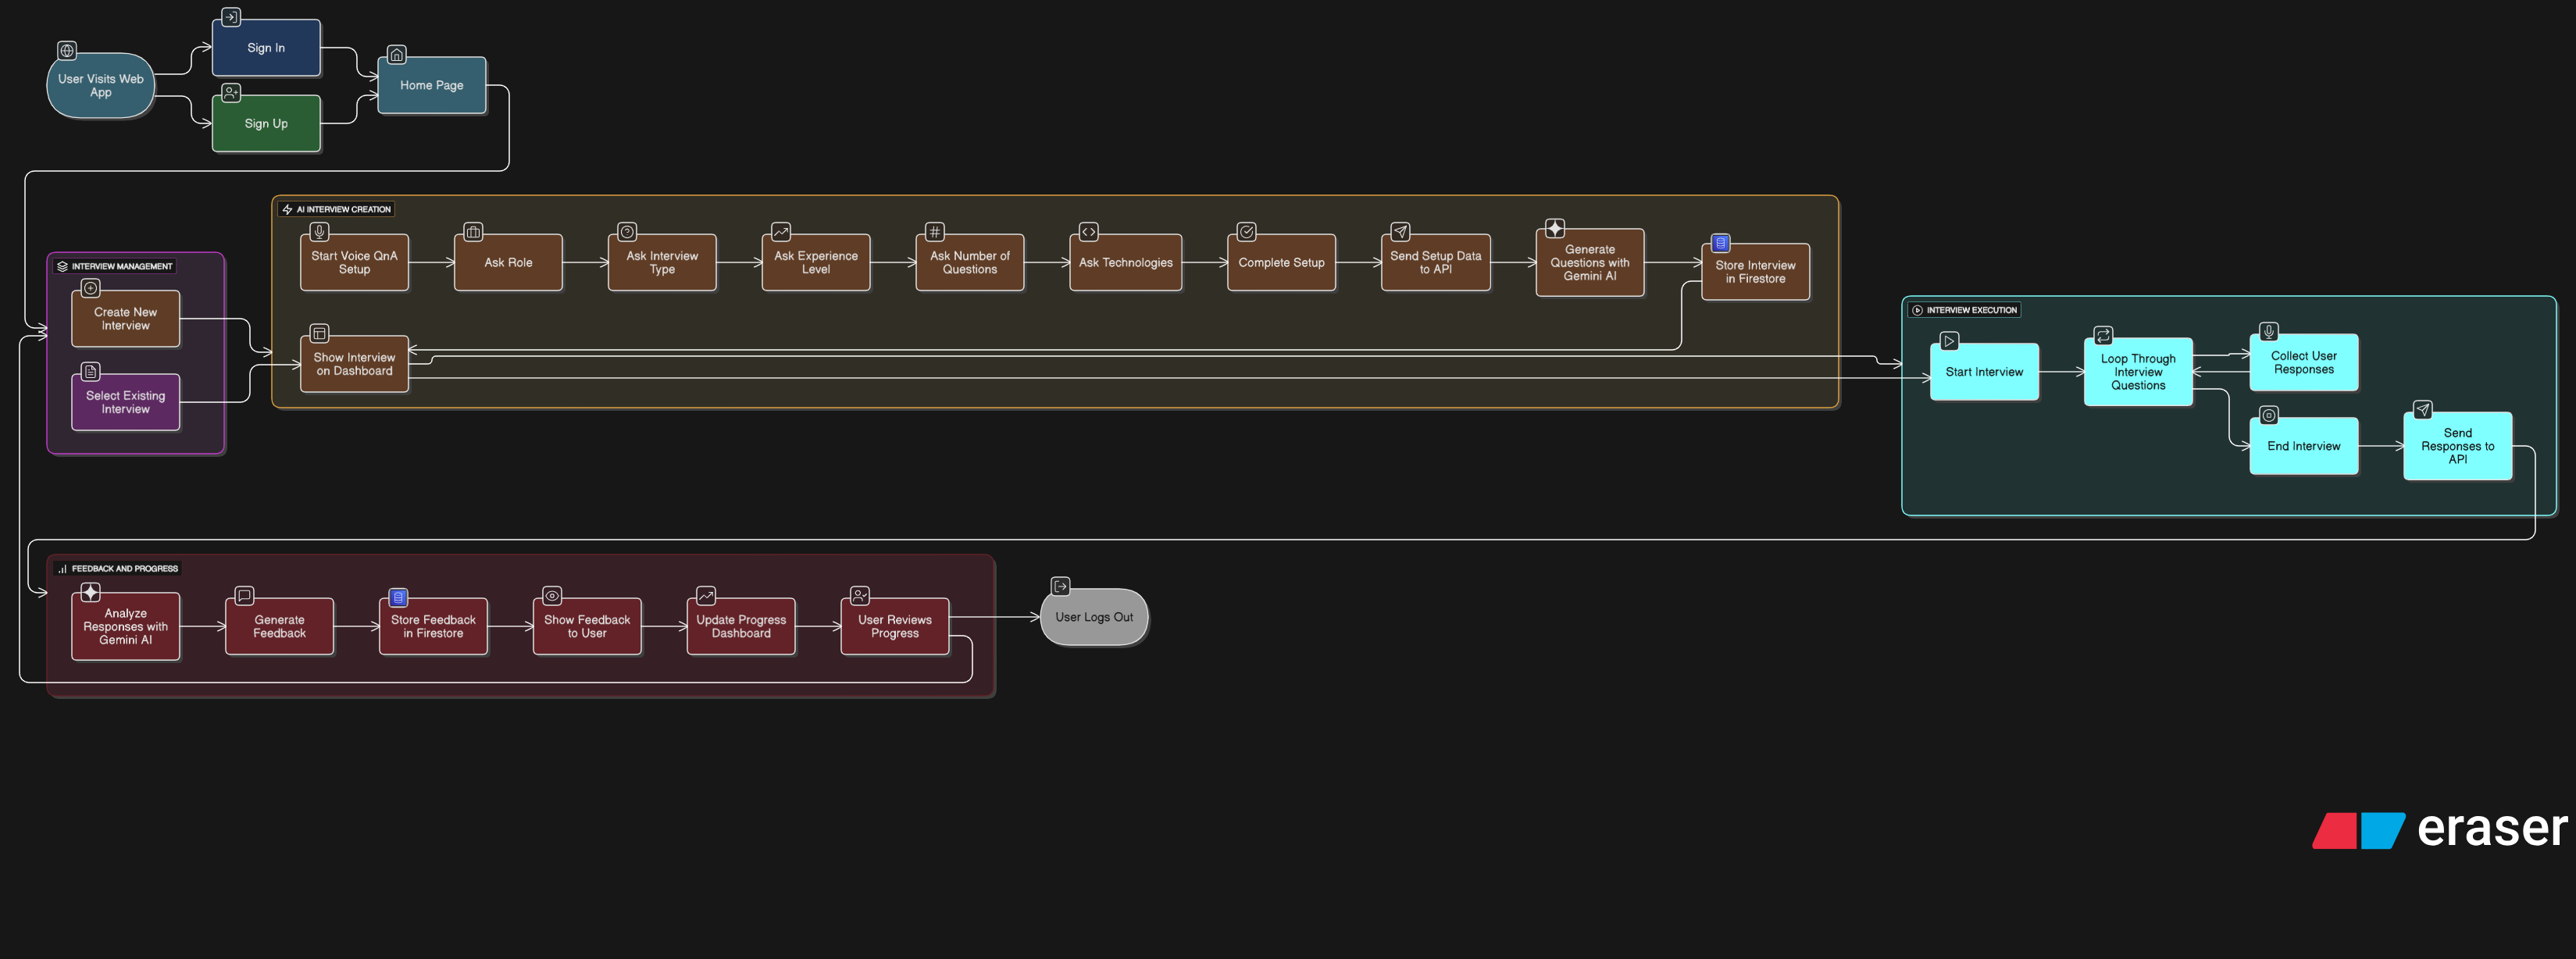 User Visits Web
App
Sign In
Sign Up
Home Page
INTERVIEW MANAGEMENT
Create New
Interview
Select Existing
Interview
AI INTERVIEW CREATION
Start Voice QnA
Setup
Ask Role
Ask Interview
Type
Ask Experience
Level
Ask Number of
Questions
Ask Technologies
Complete Setup
Send Setup Data
to API
Generate
Questions with
Gemini AI
Store Interview
in Firestore
Show Interview
on Dashboard
INTERVIEW EXECUTION
Start Interview
Loop Through
Interview
Questions
Collect User
Responses
End Interview
Send
Responses to
API
FEEDBACK AND PROGRESS
Analyze
Responses with
Gemini AI
Generate
Feedback
Store Feedback
in Firestore
Show Feedback
to User
Update Progress
Dashboard
User Reviews
Progress
User Logs Out
eraser